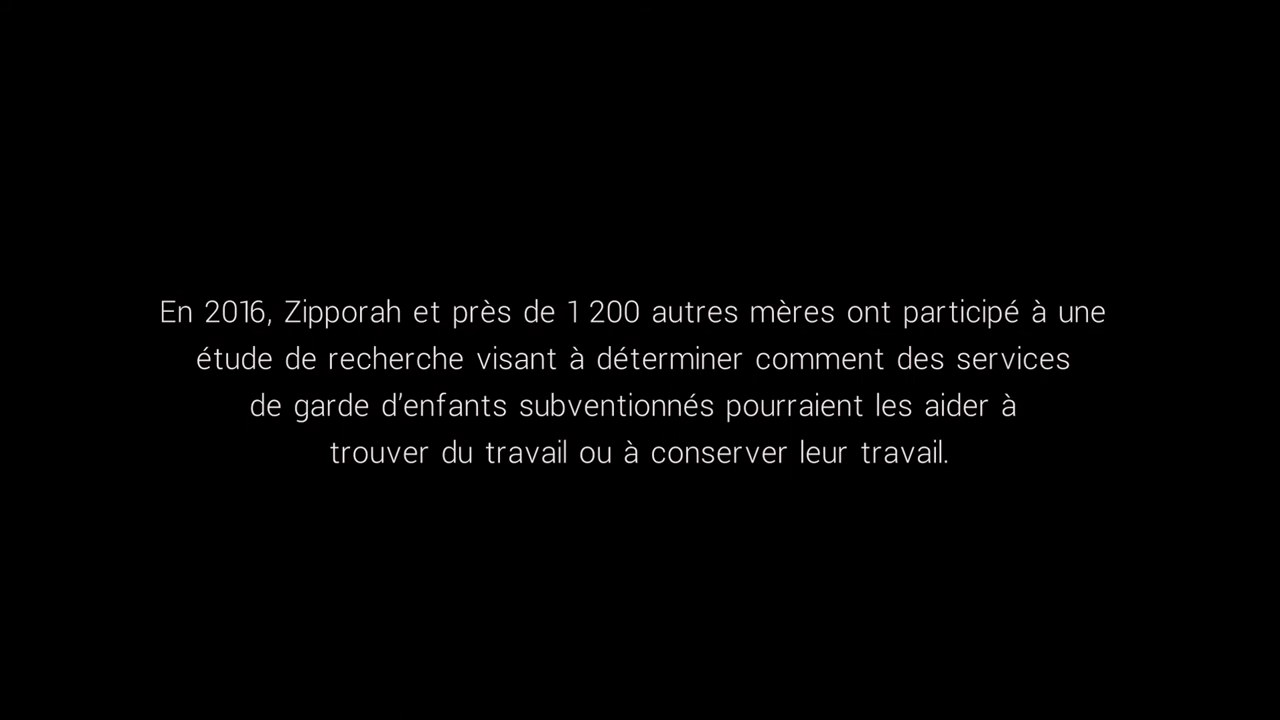 En 2016, Zipporah et près de 1 200 autres mères ont participé à une
étude de recherche visant à déterminer comment des services
de garde d’enfants subventionnés pourraient les aider à
trouver du travail ou à conserver leur travail.